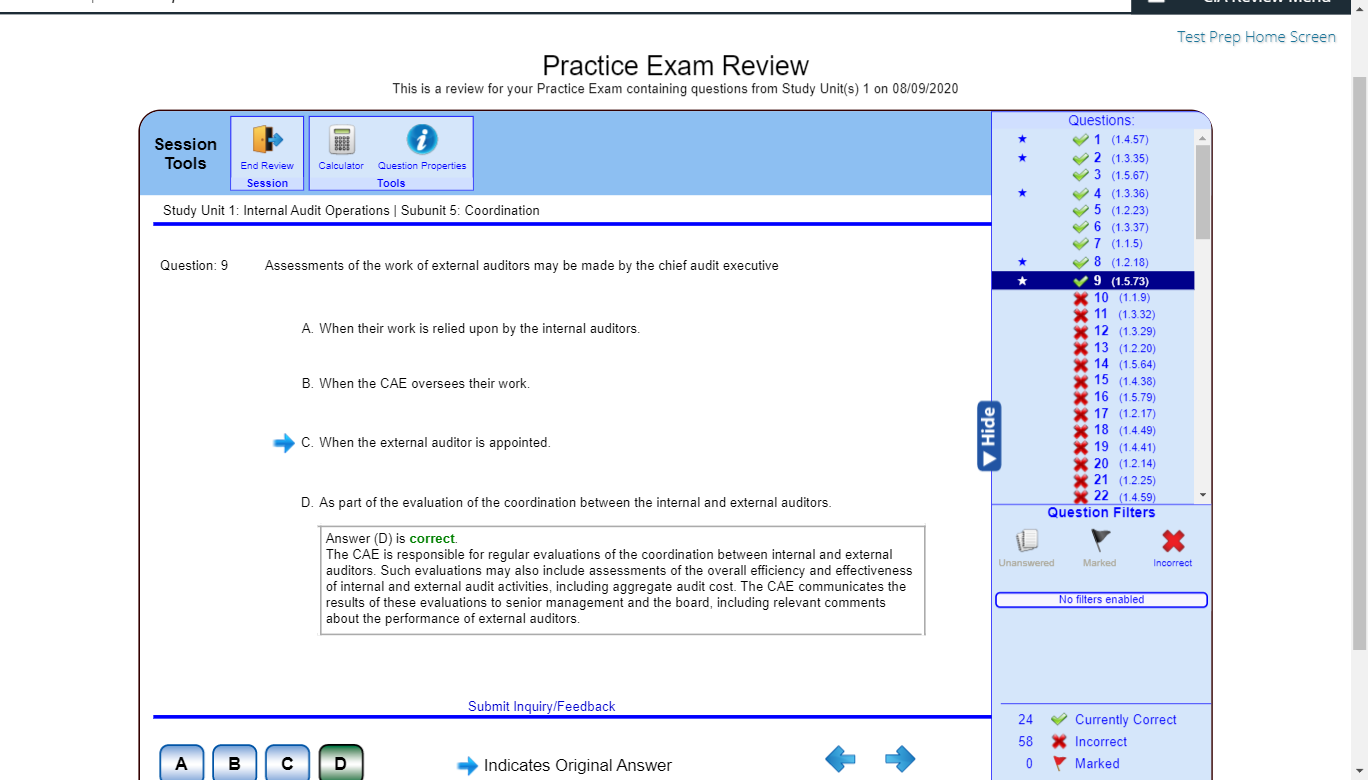 CIA Review Menu
Test Prep Home Screen
Practice Exam Review
This is a review for your Practice Exam containing questions from Study Unit(s) 1 on 08/09/2020
Session
Tools
End Review
Session
Calculator
Question Properties
Tools
Study Unit 1: Internal Audit Operations | Subunit 5: Coordination
Question: 9 Assessments of the work of external auditors may be made by the chief audit executive
A. When their work is relied upon by the internal auditors.
B. When the CAE oversees their work.
C. When the external auditor is appointed.
D. As part of the evaluation of the coordination between the internal and external auditors.
Answer (D) is correct.
The CAE is responsible for regular evaluations of the coordination between internal and external
auditors. Such evaluations may also include assessments of the overall efficiency and effectiveness
of internal and external audit activities, including aggregate audit cost. The CAE communicates the
results of these evaluations to senior management and the board, including relevant comments
about the performance of external auditors.
Submit Inquiry/Feedback
A B C D
Indicates Original Answer
Hide
Questions:
1 (1.4.57)
2 (1.3.35)
3 (1.5.67)
4 (1.3.36)
5 (1.2.23)
6 (1.3.37)
7 (1.1.5)
8 (1.2.18)
9 (1.5.73)
10 (1.1.9)
11 (1.3.32)
12 (1.3.29)
13 (1.2.20)
14 (1.5.64)
15 (1.4.38)
16 (1.5.79)
17 (1.2.17)
18 (1.4.49)
19 (1.4.41)
20 (1.2.14)
21 (1.2.25)
22 (1.4.59)
Question Filters
Unanswered
Marked
Incorrect
No filters enabled
24 Currently Correct
58 Incorrect
0 Marked